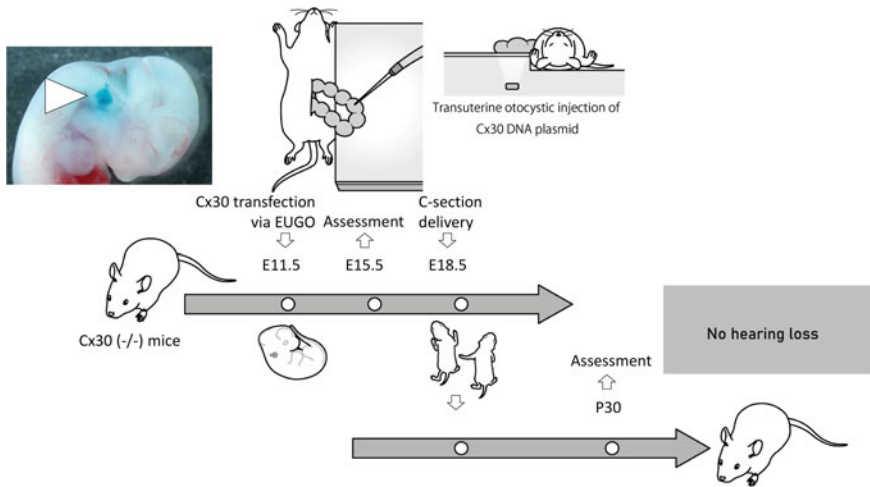 Transuterine otocystic injection of
Cx30 DNA plasmid
Cx30 transfection
via EUGO
Assessment
C-section
delivery
E11.5
E15.5
E18.5
Cx30 (-/-) mice
No hearing loss
Assessment
P30